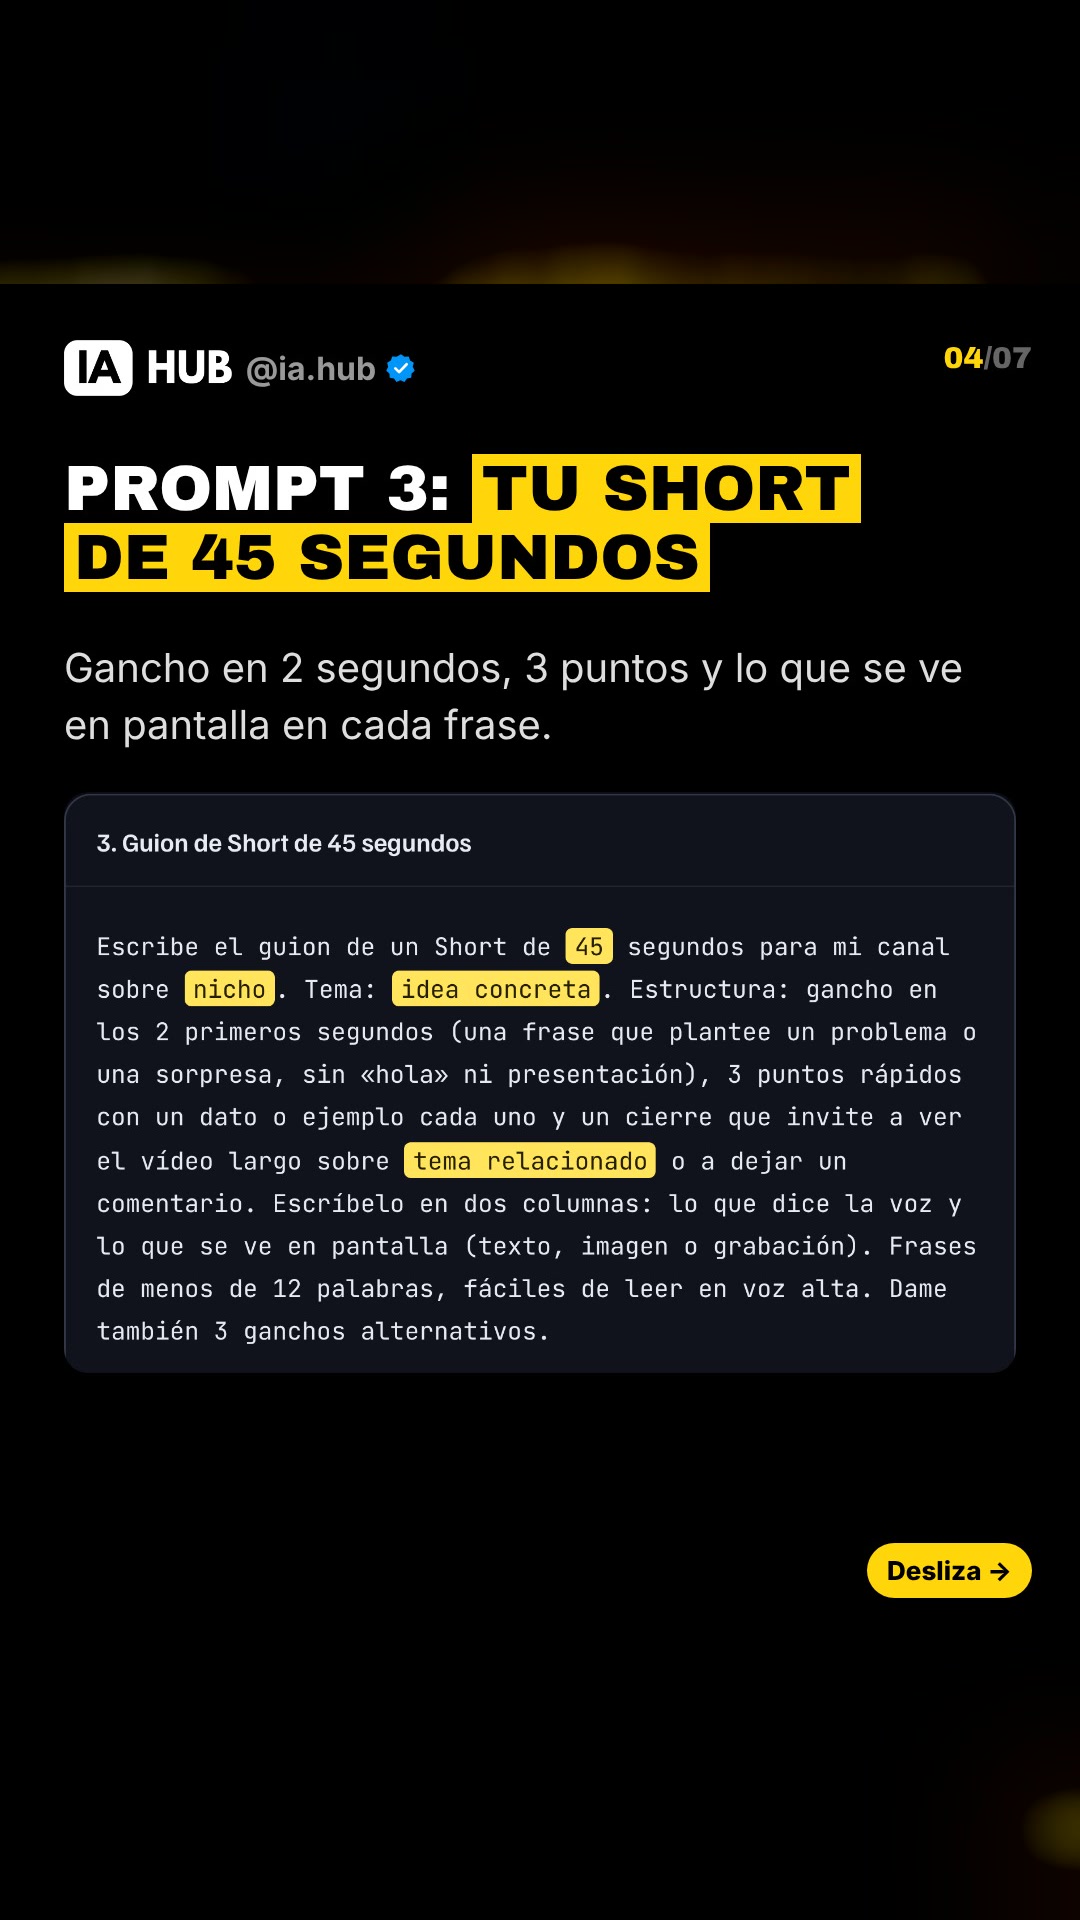 IA HUB @ia.hub
04/07
PROMPT 3: TU SHORT
DE 45 SEGUNDOS
Gancho en 2 segundos, 3 puntos y lo que se ve
en pantalla en cada frase.
3. Guion de Short de 45 segundos
Escribe el guion de un Short de 45 segundos para mi canal
sobre nicho. Tema: idea concreta. Estructura: gancho en
los 2 primeros segundos (una frase que plantee un problema o
una sorpresa, sin «hola» ni presentación), 3 puntos rápidos
con un dato o ejemplo cada uno y un cierre que invite a ver
el vídeo largo sobre tema relacionado o a dejar un
comentario. Escríbelo en dos columnas: lo que dice la voz y
lo que se ve en pantalla (texto, imagen o grabación). Frases
de menos de 12 palabras, fáciles de leer en voz alta. Dame
también 3 ganchos alternativos.
Desliza →